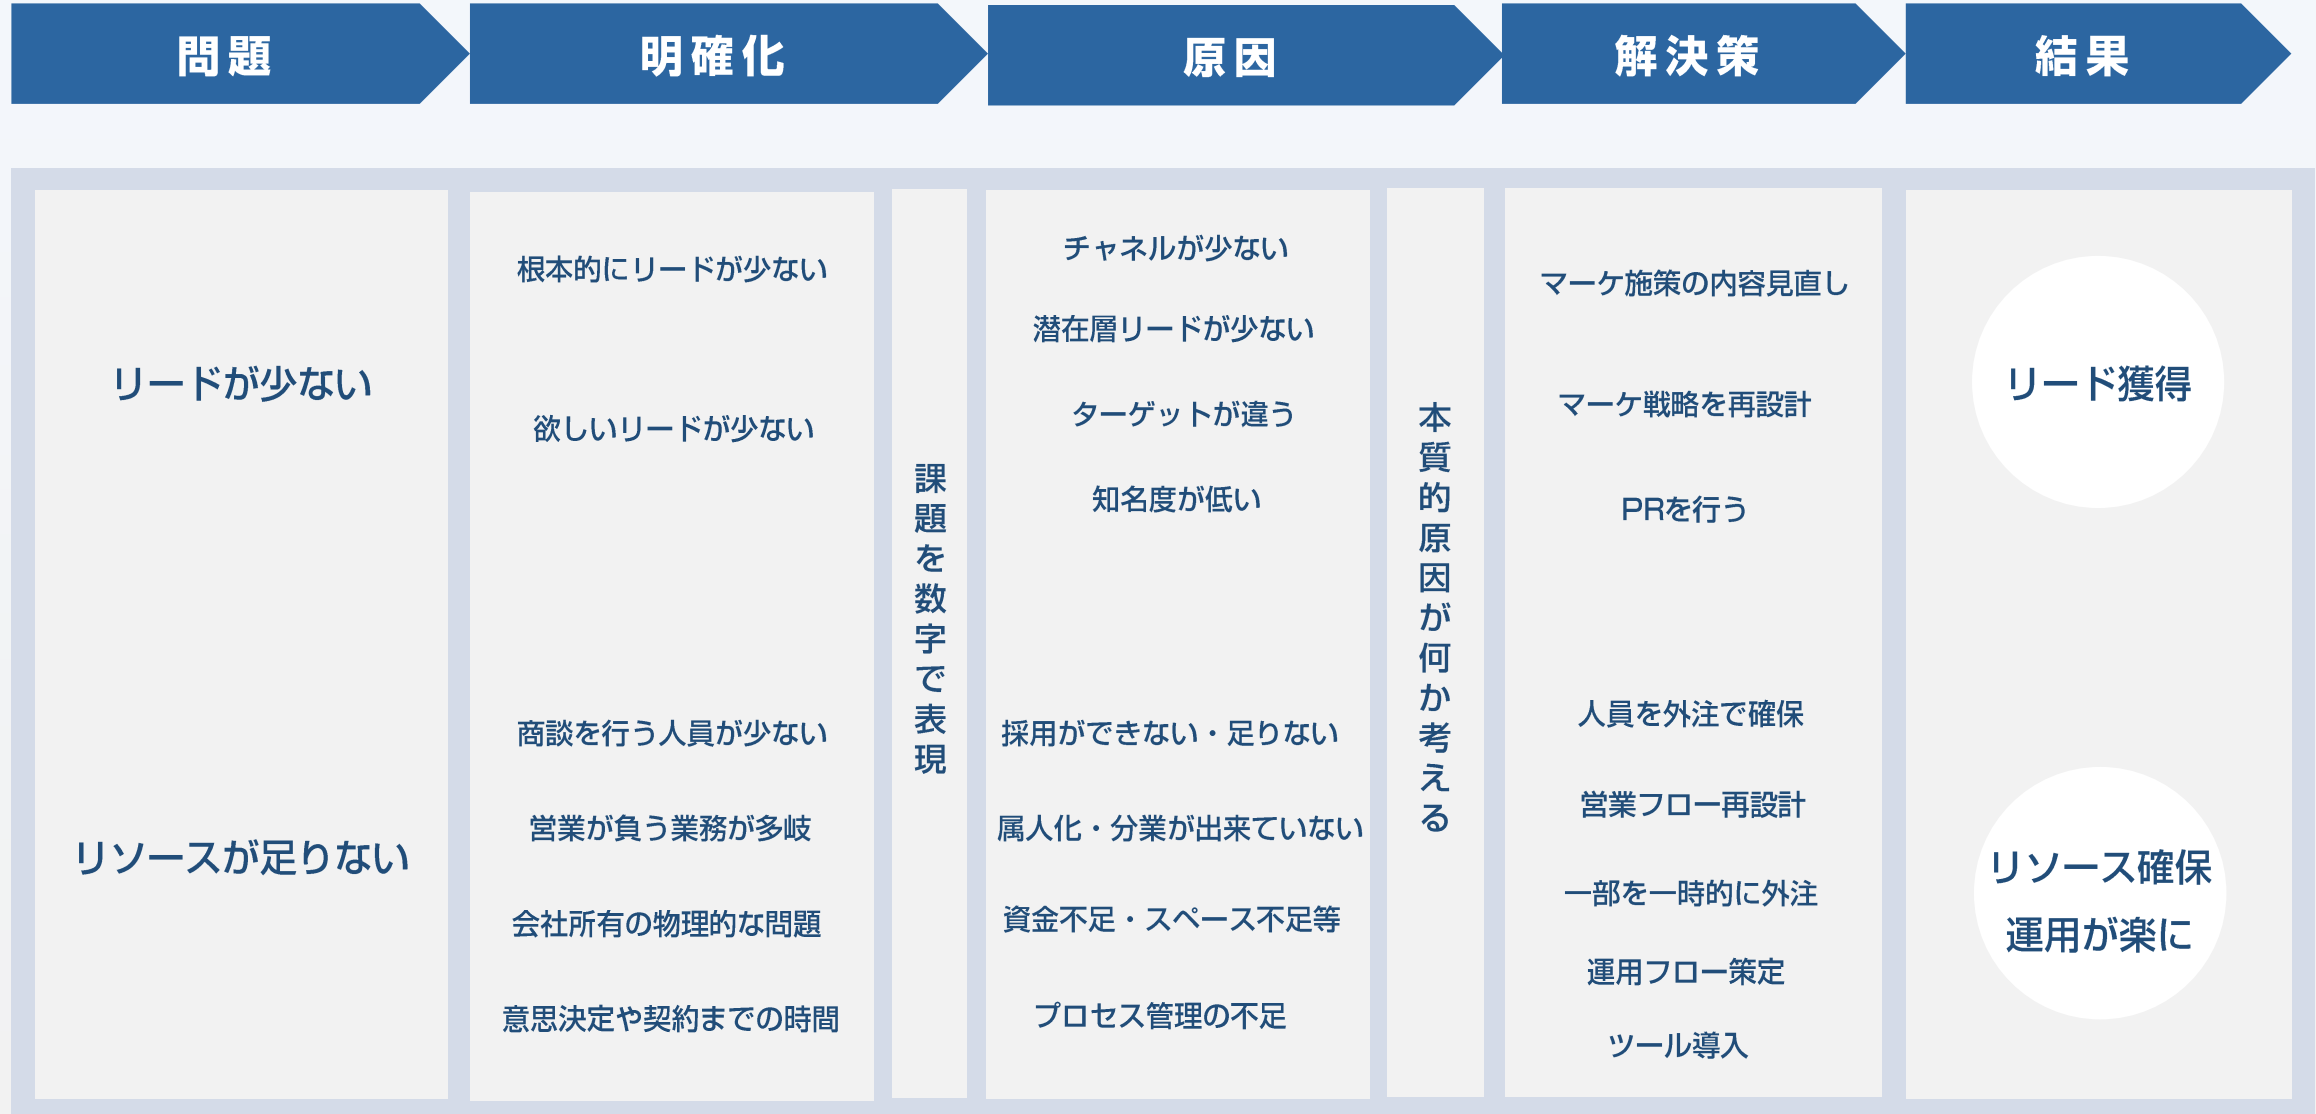 問題
明確化
原因
解決策
結果
リードが少ない
リソースが足りない
根本的にリードが少ない
欲しいリードが少ない
商談を行う人員が少ない
営業が負う業務が多岐
会社所有の物理的な問題
意思決定や契約までの時間
課題を数字で表現
チャネルが少ない
潜在層リードが少ない
ターゲットが違う
知名度が低い
採用ができない・足りない
属人化・分業が出来ていない
資金不足・スペース不足等
プロセス管理の不足
本質的原因が何か考える
マーケ施策の内容見直し
マーケ戦略を再設計
PRを行う
人員を外注で確保
営業フロー再設計
一部を一時的に外注
運用フロー策定
ツール導入
リード獲得
リソース確保
運用が楽に